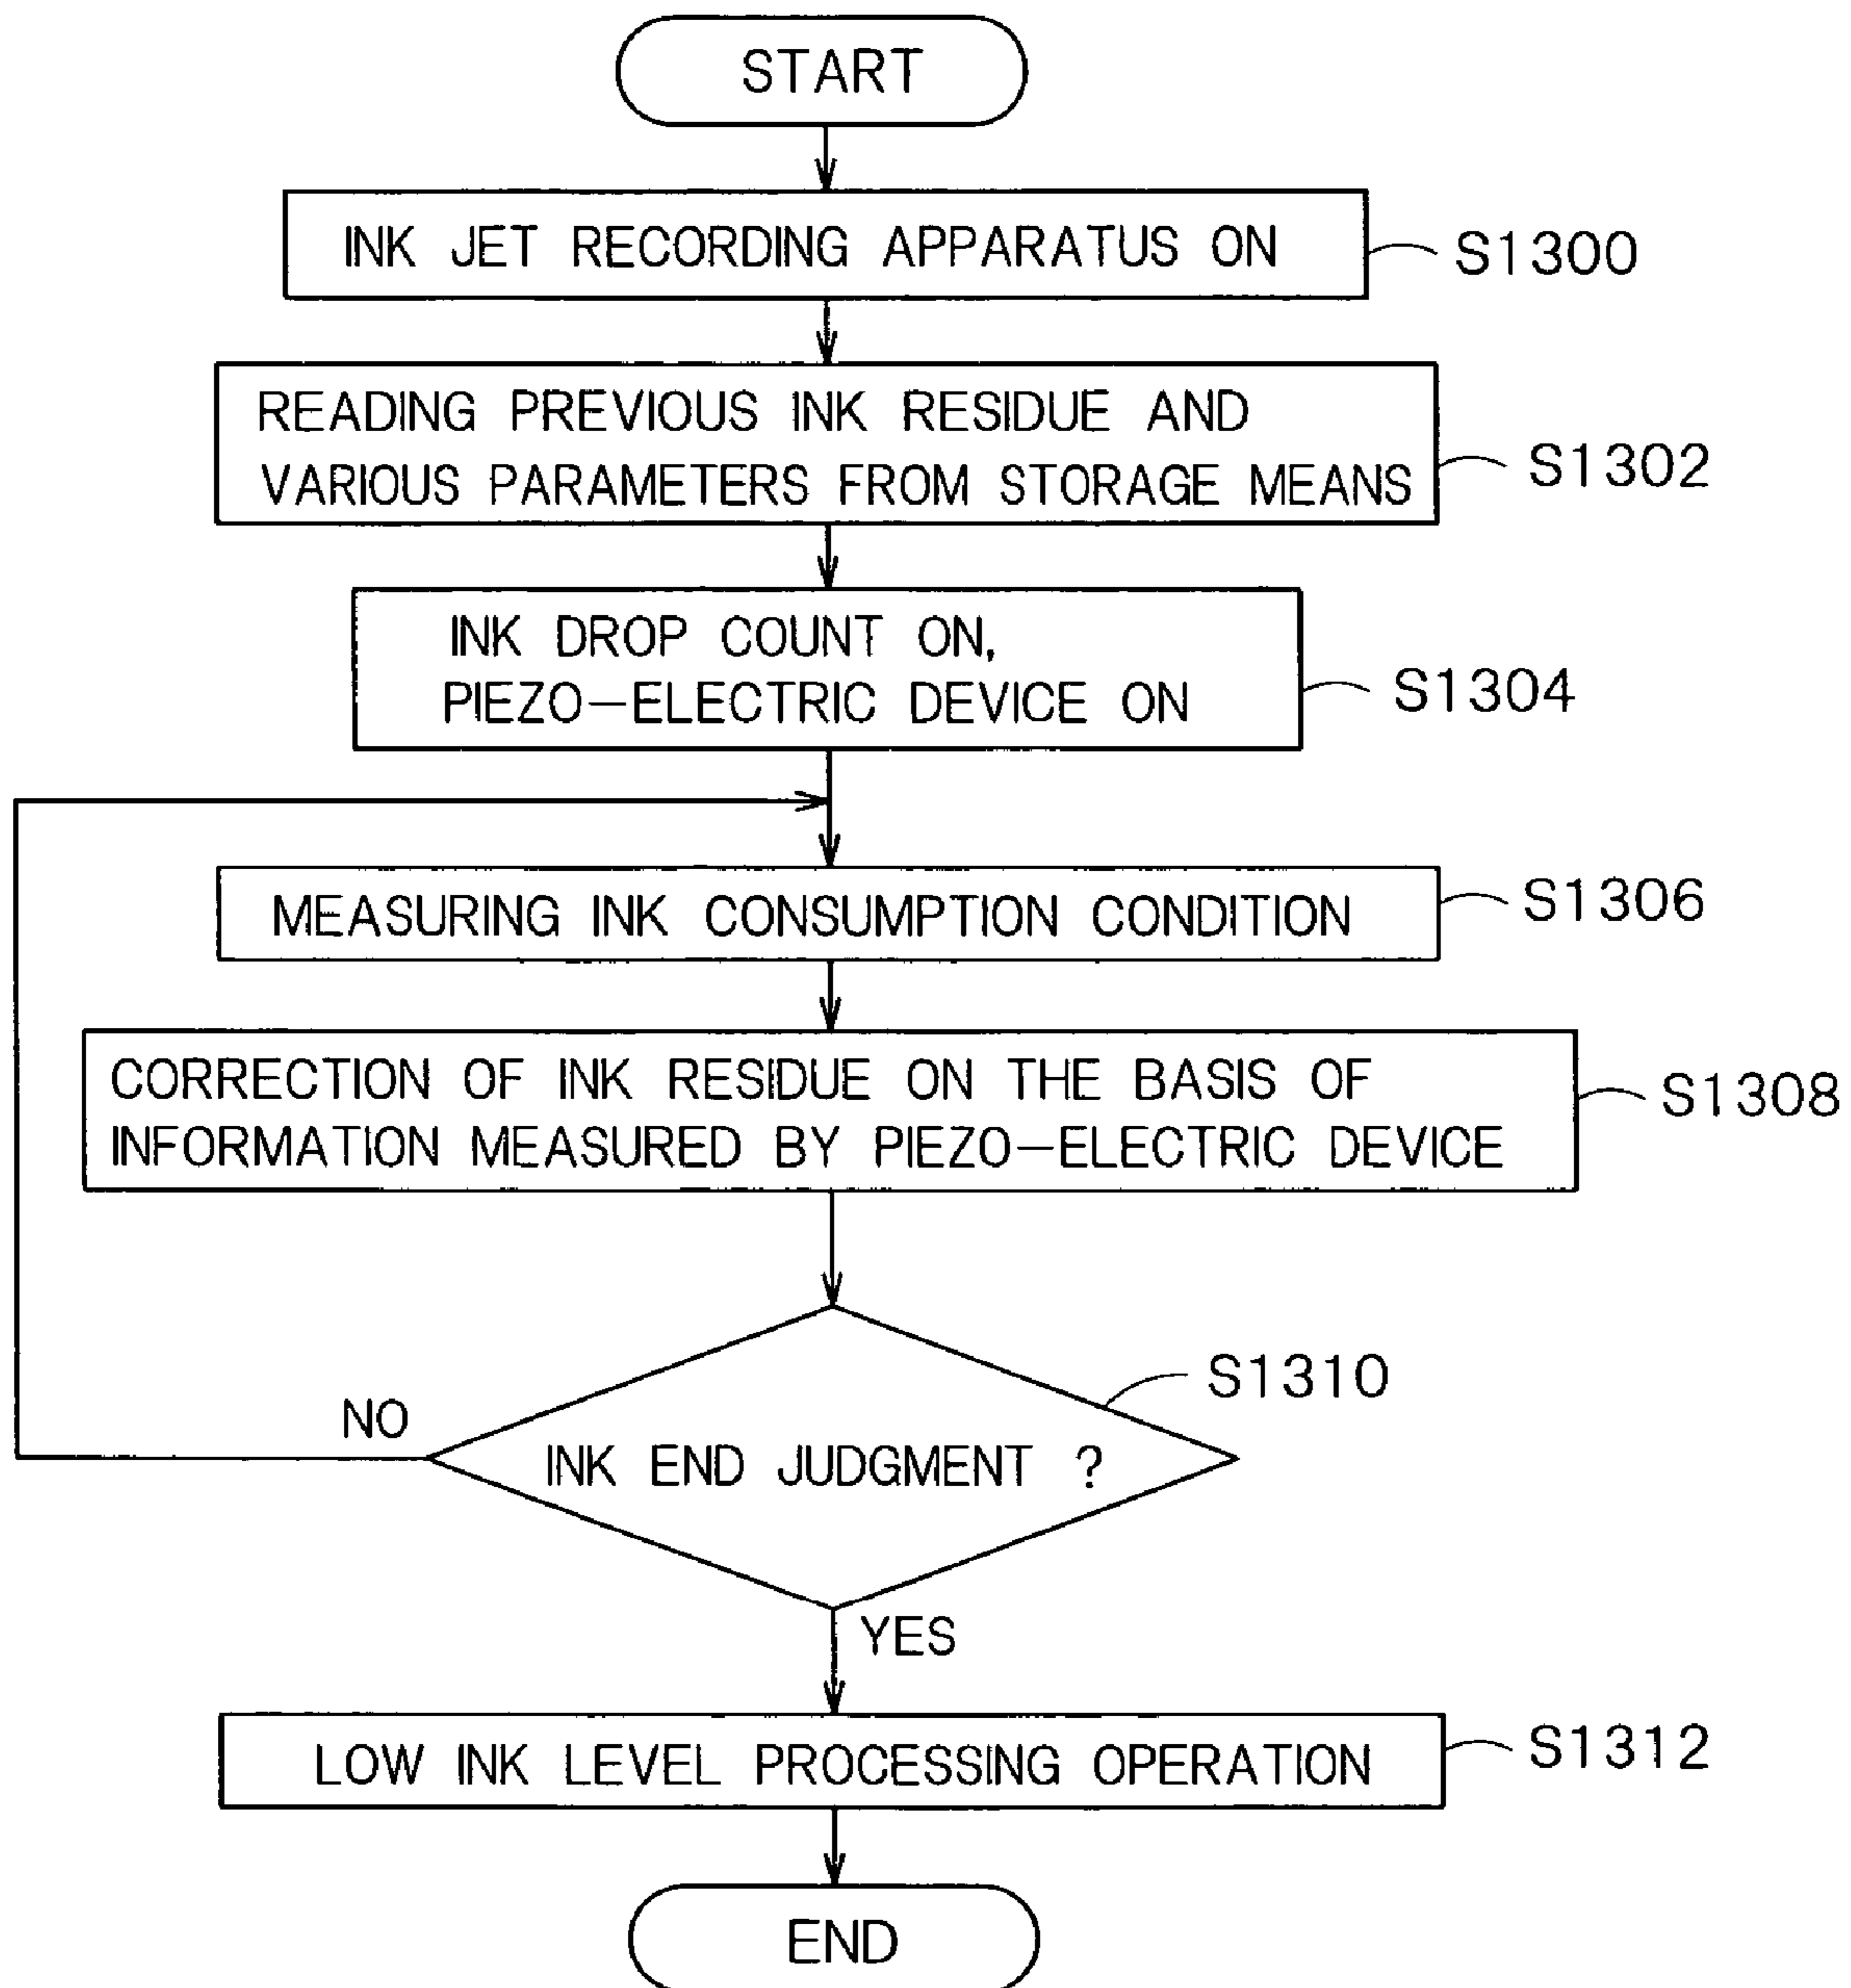 START
INK JET RECORDING APPARATUS ON
S1300
READING PREVIOUS INK RESIDUE AND
VARIOUS PARAMETERS FROM STORAGE MEANS
S1302
INK DROP COUNT ON,
PIEZO-ELECTRIC DEVICE ON
S1304
MEASURING INK CONSUMPTION CONDITION
S1306
CORRECTION OF INK RESIDUE ON THE BASIS OF
INFORMATION MEASURED BY PIEZO-ELECTRIC DEVICE
S1308
S1310
NO
INK END JUDGMENT ?
YES
LOW INK LEVEL PROCESSING OPERATION
S1312
END